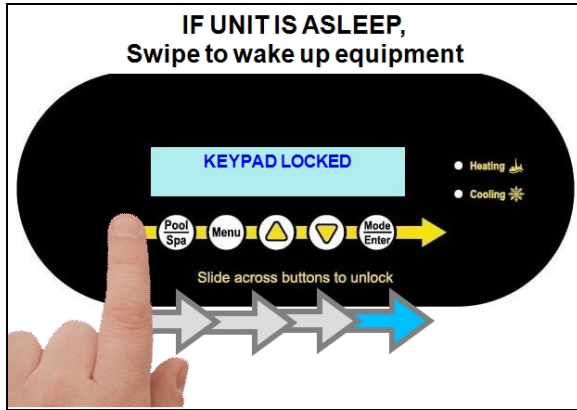 IF UNIT IS ASLEEP,
Swipe to wake up equipment
KEYPAD LOCKED
Heating
Cooling
Pool
Spa
Menu
Mode
Enter
Slide across buttons to unlock